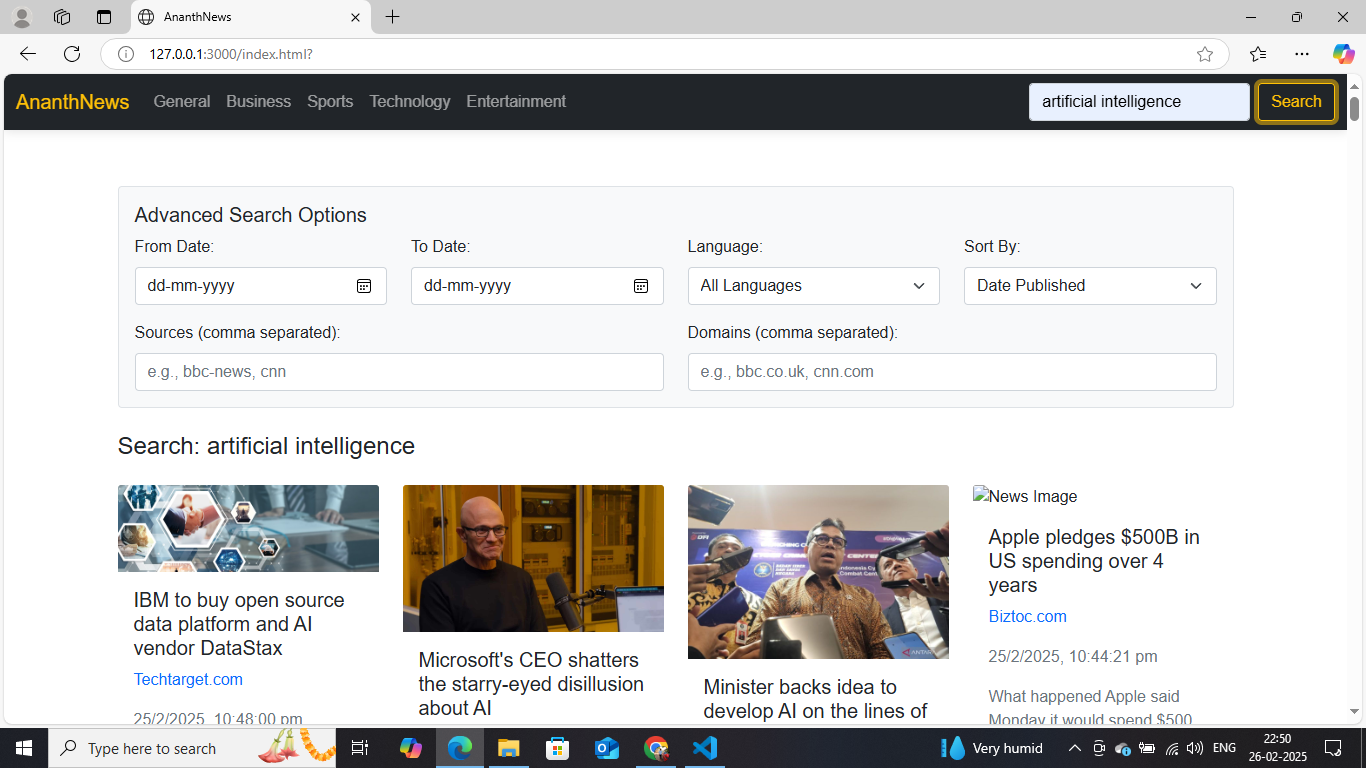 AnanthNews
127.0.0.1:3000/index.html?
AnanthNews General Business Sports Technology Entertainment artificial intelligence Search
Advanced Search Options
From Date: To Date: Language: Sort By:
dd-mm-yyyy dd-mm-yyyy All Languages Date Published
Sources (comma separated): Domains (comma separated):
e.g., bbc-news, cnn e.g., bbc.co.uk, cnn.com
Search: artificial intelligence
IBM to buy open source
data platform and AI
vendor DataStax
Techtarget.com
25/2/2025, 10:48:00 pm
Microsoft's CEO shatters
the starry-eyed disillusion
about AI
Minister backs idea to
develop AI on the lines of
News Image
Apple pledges $500B in
US spending over 4
years
Biztoc.com
25/2/2025, 10:44:21 pm
What happened Apple said
Monday it would spend $500
Type here to search
Very humid
ENG
22:50
26-02-2025